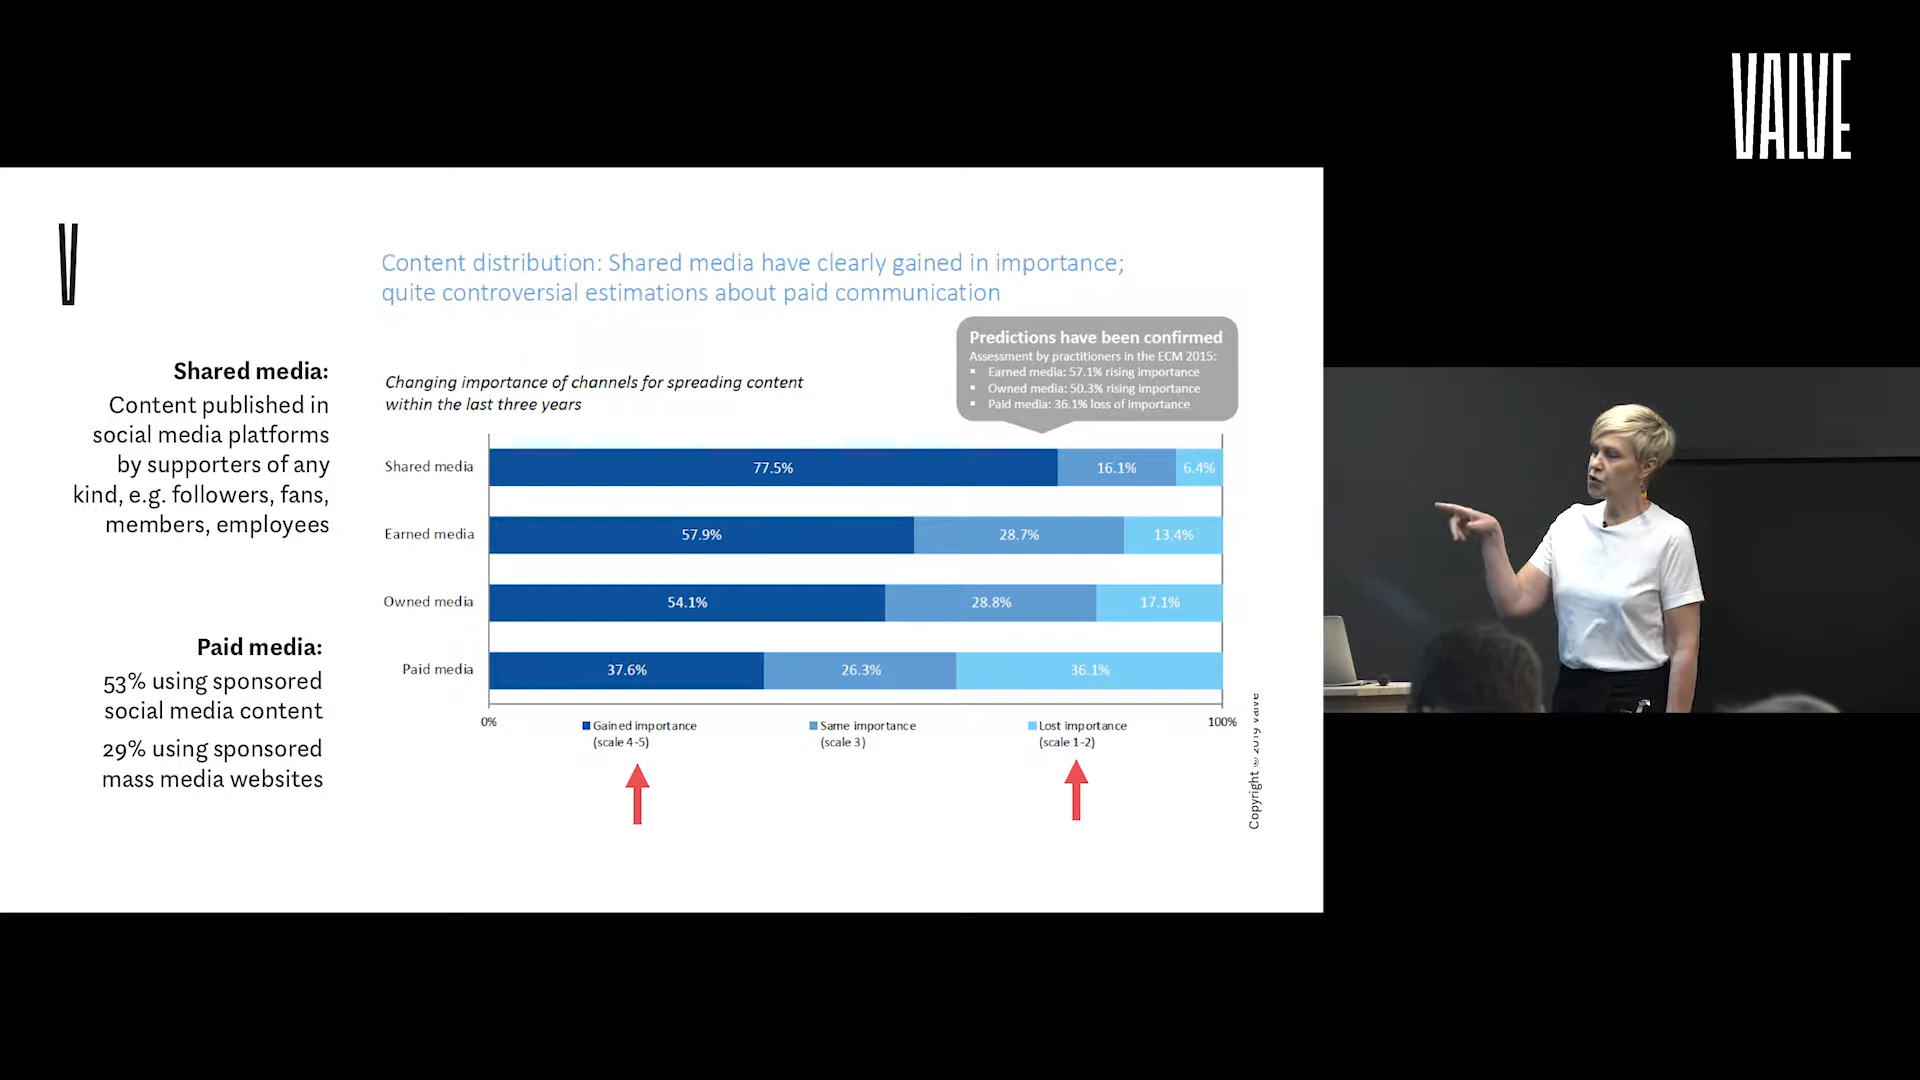 VALVE
V
Content distribution: Shared media have clearly gained in importance;
quite controversial estimations about paid communication
Predictions have been confirmed
Assessment by practitioners in the ECM 2015:
▪ Earned media: 57.1% rising importance
▪ Owned media: 50.3% rising importance
▪ Paid media: 36.1% loss of importance
Shared media:
Content published in
social media platforms
by supporters of any
kind, e.g. followers, fans,
members, employees
Paid media:
53% using sponsored
social media content
29% using sponsored
mass media websites
Changing importance of channels for spreading content
within the last three years
Shared media 77.5% 16.1% 6.4%
Earned media 57.9% 28.7% 13.4%
Owned media 54.1% 28.8% 17.1%
Paid media 37.6% 26.3% 36.1%
0% 100%
Gained importance
(scale 4-5)
Same importance
(scale 3)
Lost importance
(scale 1-2)
Copyright © 2019 Valve